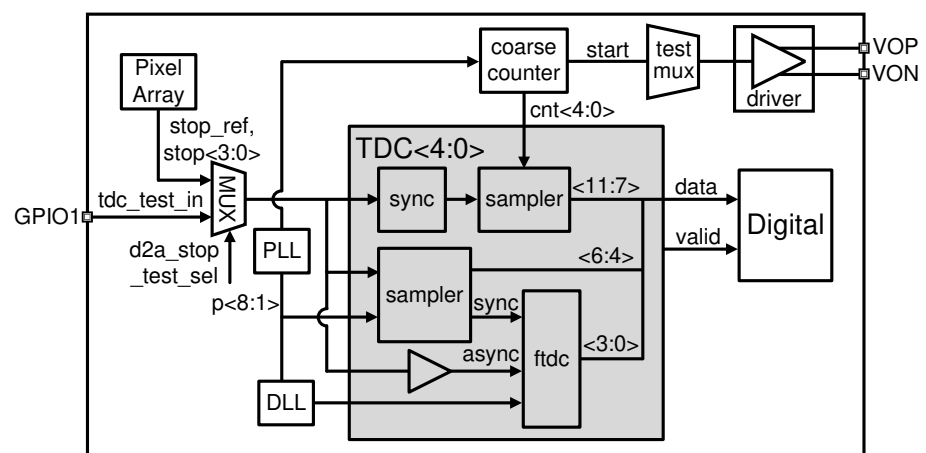 coarse
counter
start
test
mux
driver
VOP
VON
Pixel
Array
cnt<4:0>
stop_ref,
stop<3:0>
TDC<4:0>
MUX
tdc_test_in
GPIO1
sync
sampler
<11:7>
data
Digital
valid
d2a_stop
_test_sel
PLL
p<8:1>
sampler
<6:4>
sync
async
ftdc
<3:0>
DLL